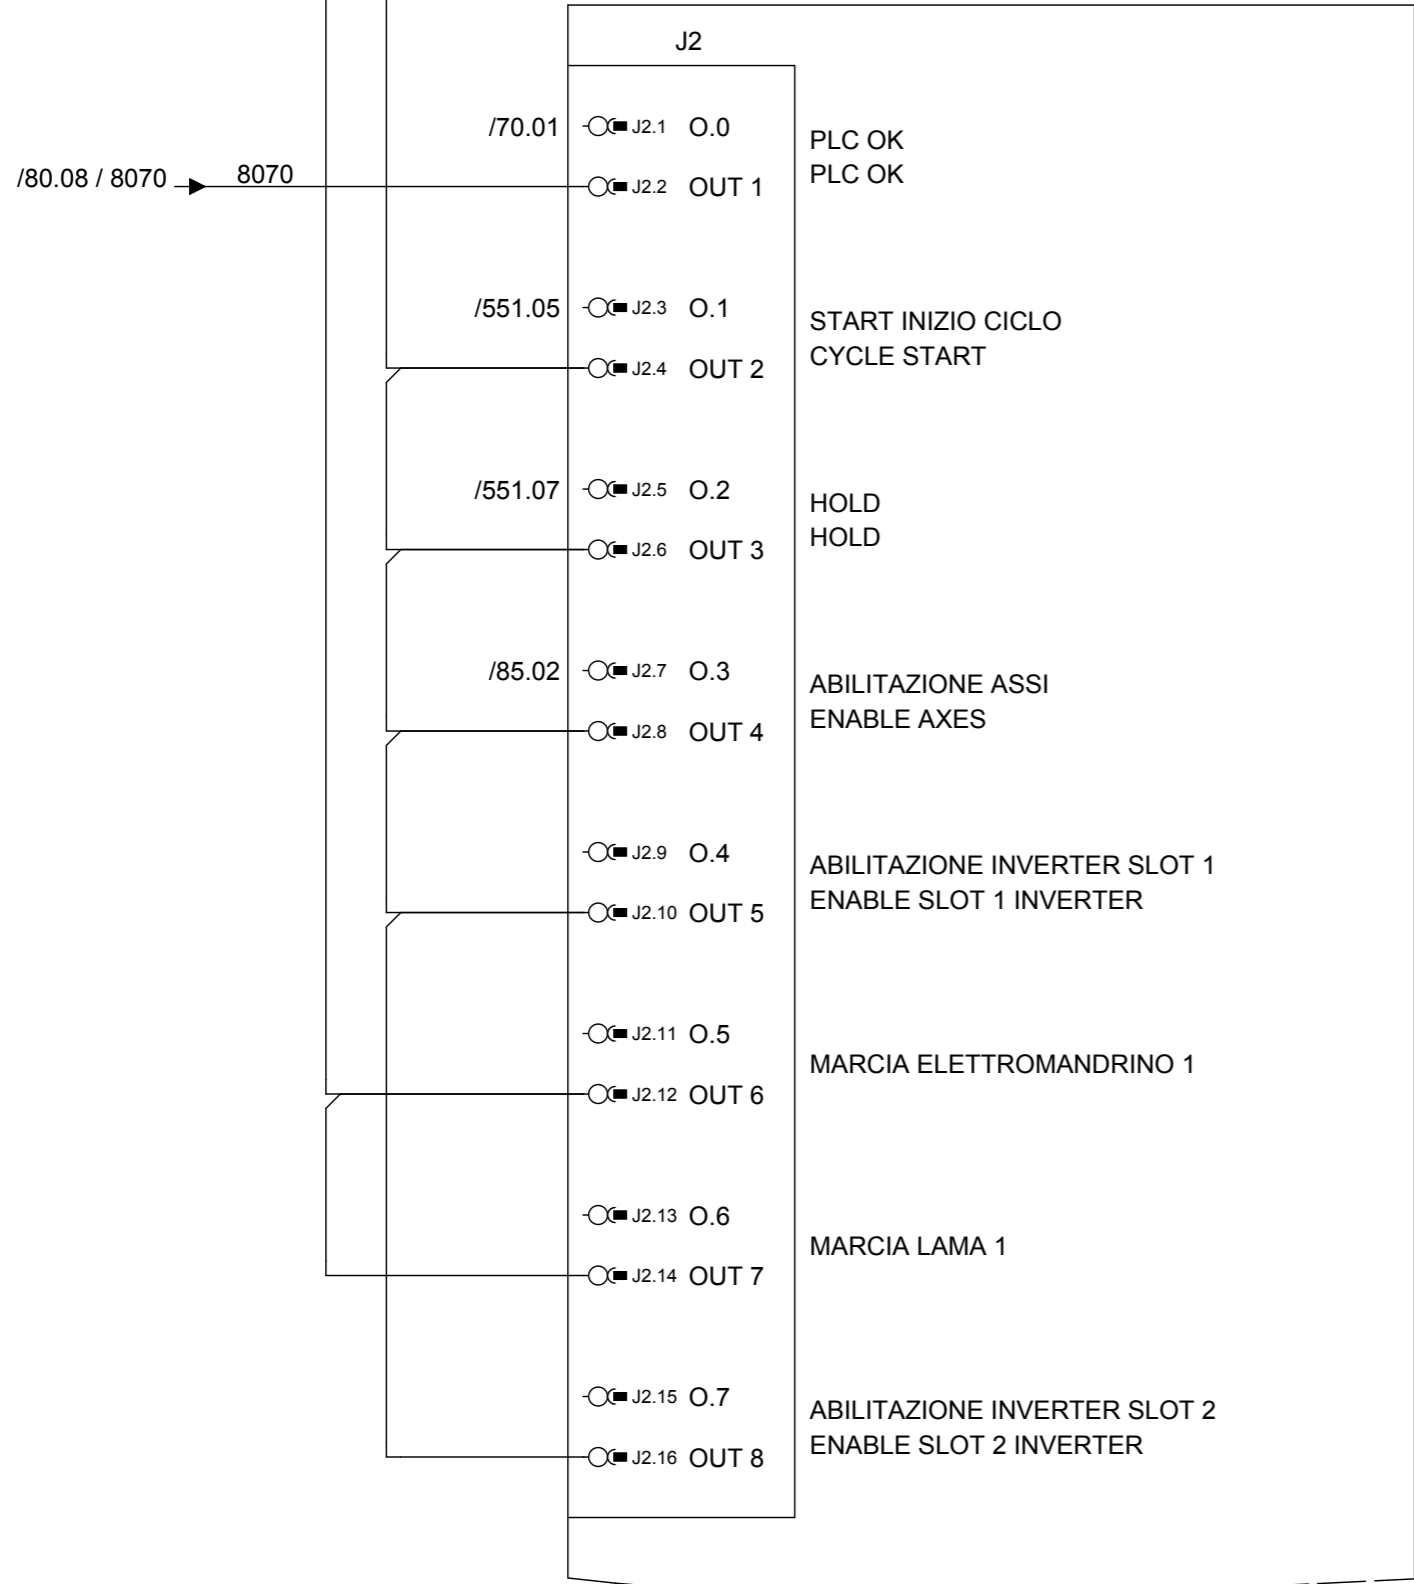 J2
/70.01 J2.1 O.0
PLC OK
/80.08 / 8070 8070 PLC OK
J2.2 OUT 1
/551.05 J2.3 O.1
START INIZIO CICLO
CYCLE START
J2.4 OUT 2
/551.07 J2.5 O.2
HOLD
HOLD
J2.6 OUT 3
/85.02 J2.7 O.3
ABILITAZIONE ASSI
ENABLE AXES
J2.8 OUT 4
J2.9 O.4
ABILITAZIONE INVERTER SLOT 1
ENABLE SLOT 1 INVERTER
J2.10 OUT 5
J2.11 O.5
MARCIA ELETTROMANDRINO 1
J2.12 OUT 6
J2.13 O.6
MARCIA LAMA 1
J2.14 OUT 7
J2.15 O.7
ABILITAZIONE INVERTER SLOT 2
ENABLE SLOT 2 INVERTER
J2.16 OUT 8